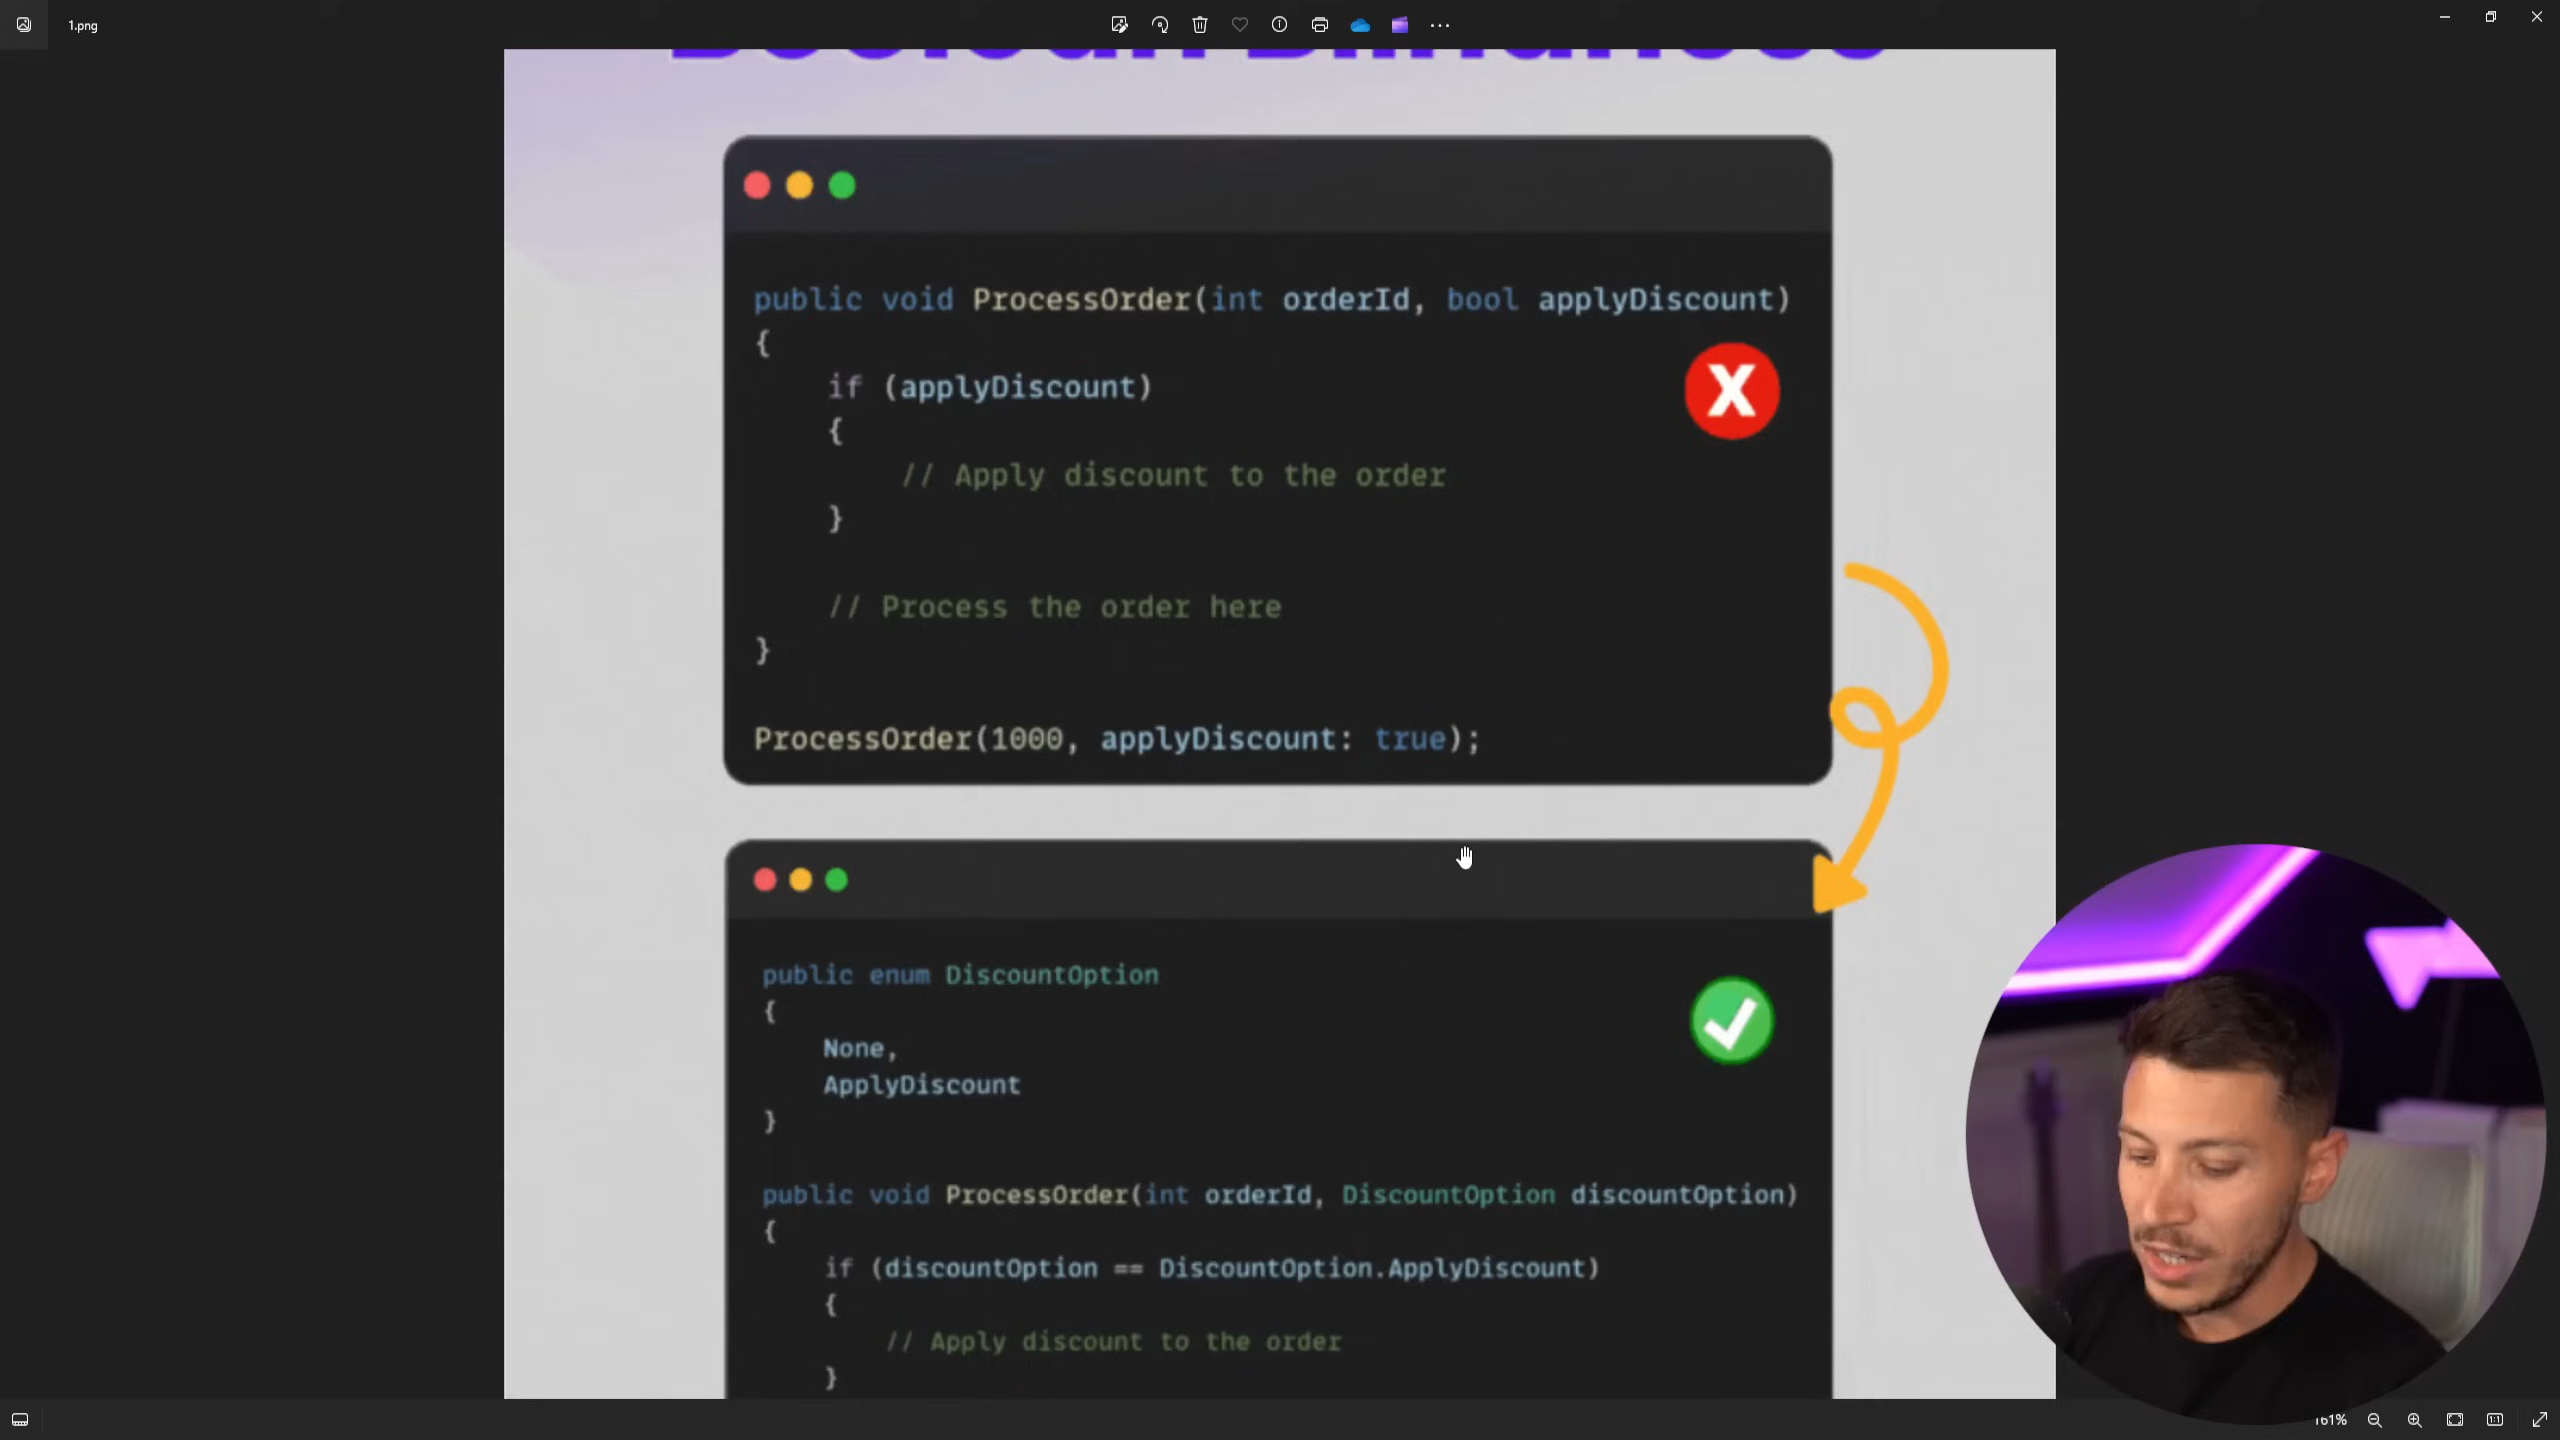 1.png
public void ProcessOrder(int orderId, bool applyDiscount)
{
if (applyDiscount)
{
// Apply discount to the order
}
// Process the order here
}
ProcessOrder(1000, applyDiscount: true);
X
public enum DiscountOption
{
None,
ApplyDiscount
}
public void ProcessOrder(int orderId, DiscountOption discountOption)
{
if (discountOption == DiscountOption.ApplyDiscount)
{
// Apply discount to the order
}
161%